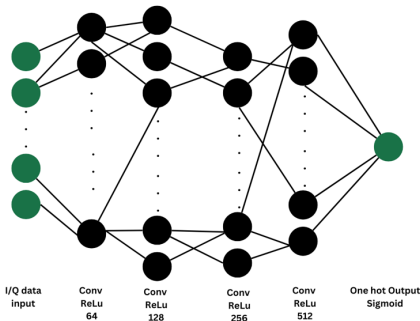 I/Q data
input
Conv
ReLu
64
Conv
ReLu
128
Conv
ReLu
256
Conv
ReLu
512
One hot Output
Sigmoid